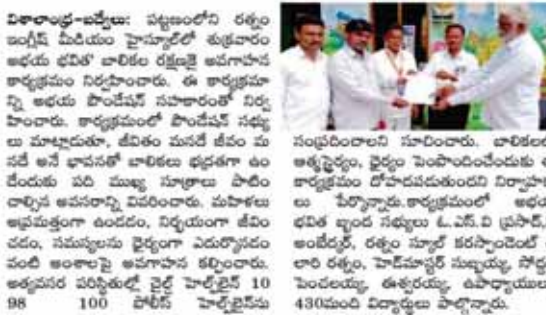 విశాలాంధ్ర-బద్వేలు: పట్టణంలోని రత్నం
ఇంగ్లీష్ మీడియం హైస్కూల్‌లో శుక్రవారం
అభయ భవిత' బాలికల రక్షణకై అవగాహన
కార్యక్రమం నిర్వహించారు. ఈ కార్యక్రమా
న్ని అభయ ఫౌండేషన్ సహకారంతో నిర్వ
హించారు. కార్యక్రమంలో ఫౌండేషన్ సభ్యు
లు మాట్లాడుతూ, జీవితం మనదే జీవం మ
నదే అనే భావనతో బాలికలు భద్రతగా ఉం
డేందుకు పది ముఖ్య సూత్రాలు పాటిం
చాల్సిన అవసరాన్ని వివరించారు. మహిళలు
అప్రమత్తంగా ఉండడం, నిర్భయంగా జీవిం
చడం, సమస్యలను ధైర్యంగా ఎదుర్కొనడం
వంటి అంశాలపై అవగాహన కల్పించారు.
అత్యవసర పరిస్థితుల్లో చైల్డ్ హెల్ప్‌లైన్ 10
98 100 పోలీస్ హెల్ప్‌లైన్‌ను
సంప్రదించాలని సూచించారు. బాలికలలో
ఆత్మస్థైర్యం, ధైర్యం పెంపొందించేందుకు ఈ
కార్యక్రమం దోహదపడుతుందని నిర్వాహకు
లు పేర్కొన్నారు.కార్యక్రమంలో అభయ
భవిత బృంద సభ్యులు ఓ.ఎస్.వి ప్రసాద్,
అంబేద్కర్, రత్నం స్కూల్ కరస్పాండెంట్
లారి రత్నం, హెడ్‌మాస్టర్ సుబ్బయ్య,
పెంచలయ్య, ఈశ్వరయ్య, ఉపాధ్యాయులు
430మంది విద్యార్థులు పాల్గొన్నారు.